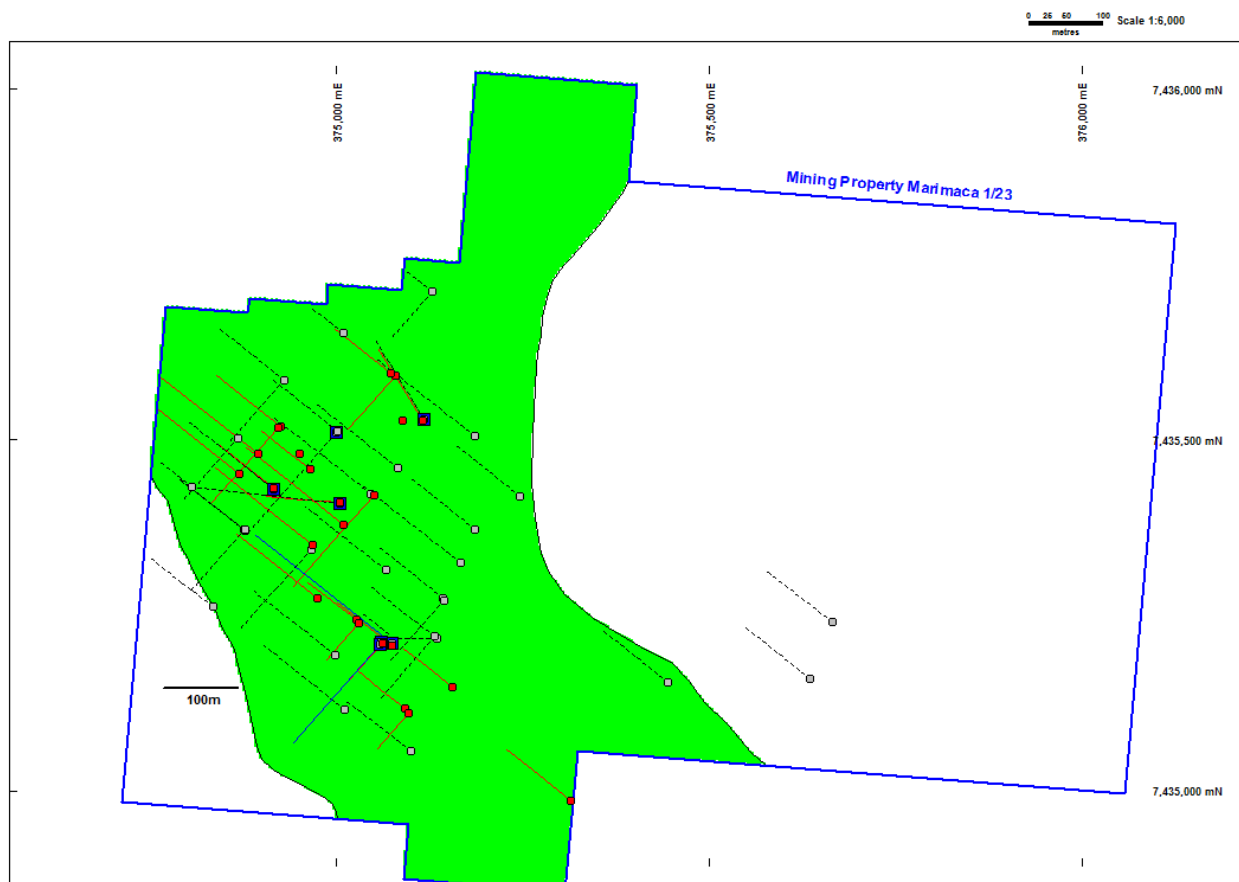 0 25 50 100 Scale 1:6,000
metres
375,000 mE
375,500 mE
376,000 mE
7,436,000 mN
Mining Property Marimaca 1/23
7,435,500 mN
100m
7,435,000 mN